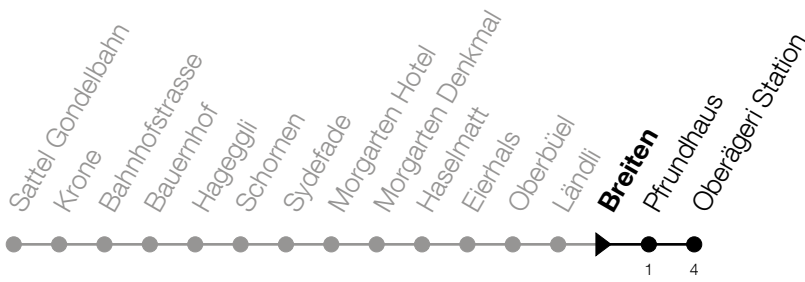 Sattel Gondelbahn
Krone
Bahnhofstrasse
Bauernhof
Hageggli
Schornen
Sydefade
Morgarten Hotel
Morgarten Denkmal
Haselmatt
Eierhals
Oberbüel
Ländli
Breiten
Pfrundhaus
Oberägeri Station
1 4